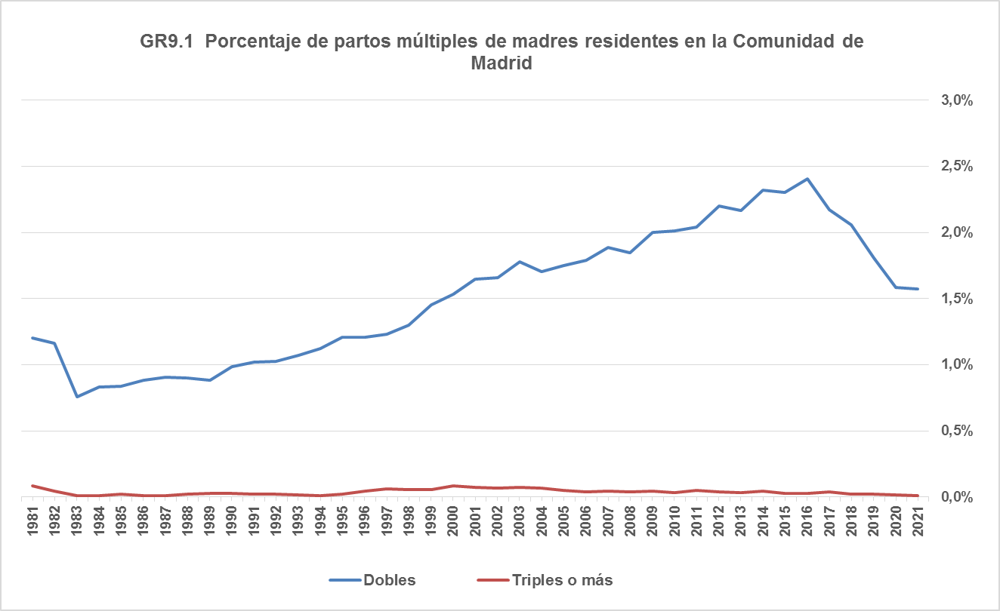 GR9.1  Porcentaje de partos múltiples de madres residentes en la Comunidad de
Madrid
3,0%
2,5%
2,0%
1,5%
1,0%
0,5%
0,0%
1981 1982 1983 1984 1985 1986 1987 1988 1989 1990 1991 1992 1993 1994 1995 1996 1997 1998 1999 2000 2001 2002 2003 2004 2005 2006 2007 2008 2009 2010 2011 2012 2013 2014 2015 2016 2017 2018 2019 2020 2021
Dobles Triples o más